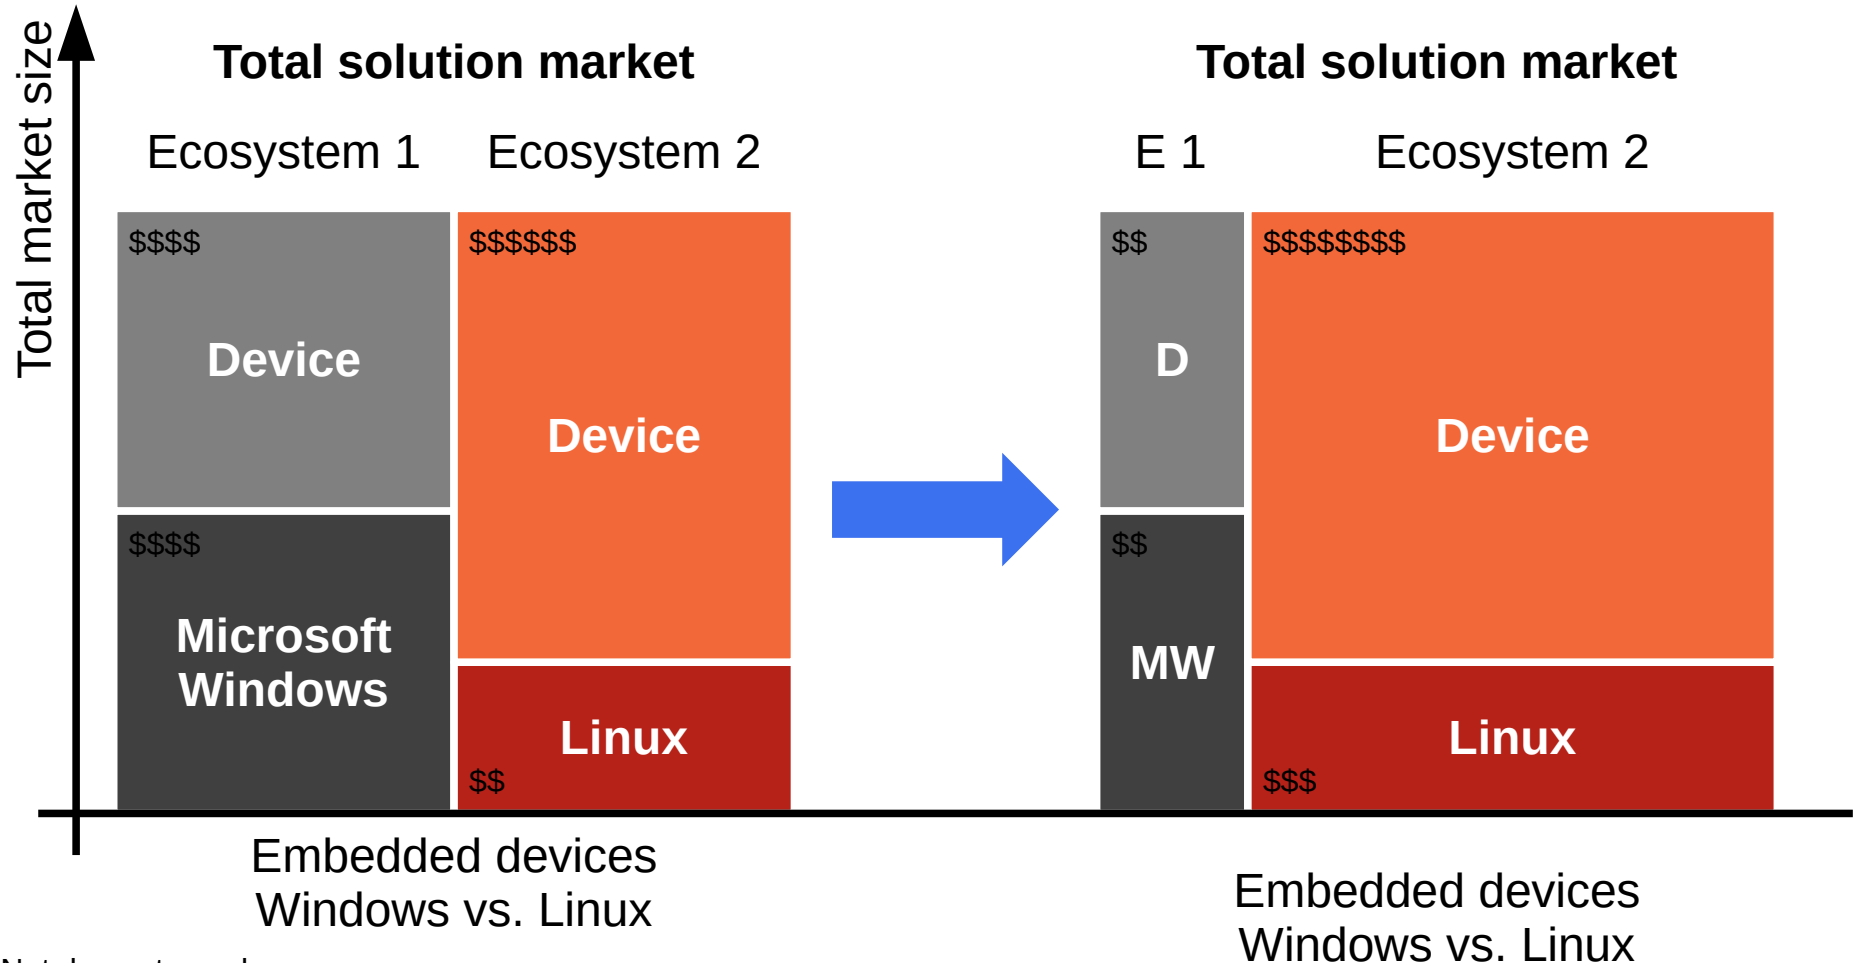 Total market size
Total solution market
Ecosystem 1
Ecosystem 2
$$$$
Device
$$$$
Microsoft
Windows
$$$$$$
Device
Linux
$$
Embedded devices
Windows vs. Linux
Total solution market
E 1
Ecosystem 2
$$
D
$$
MW
$$$$$$$$
Device
Linux
$$$
Embedded devices
Windows vs. Linux